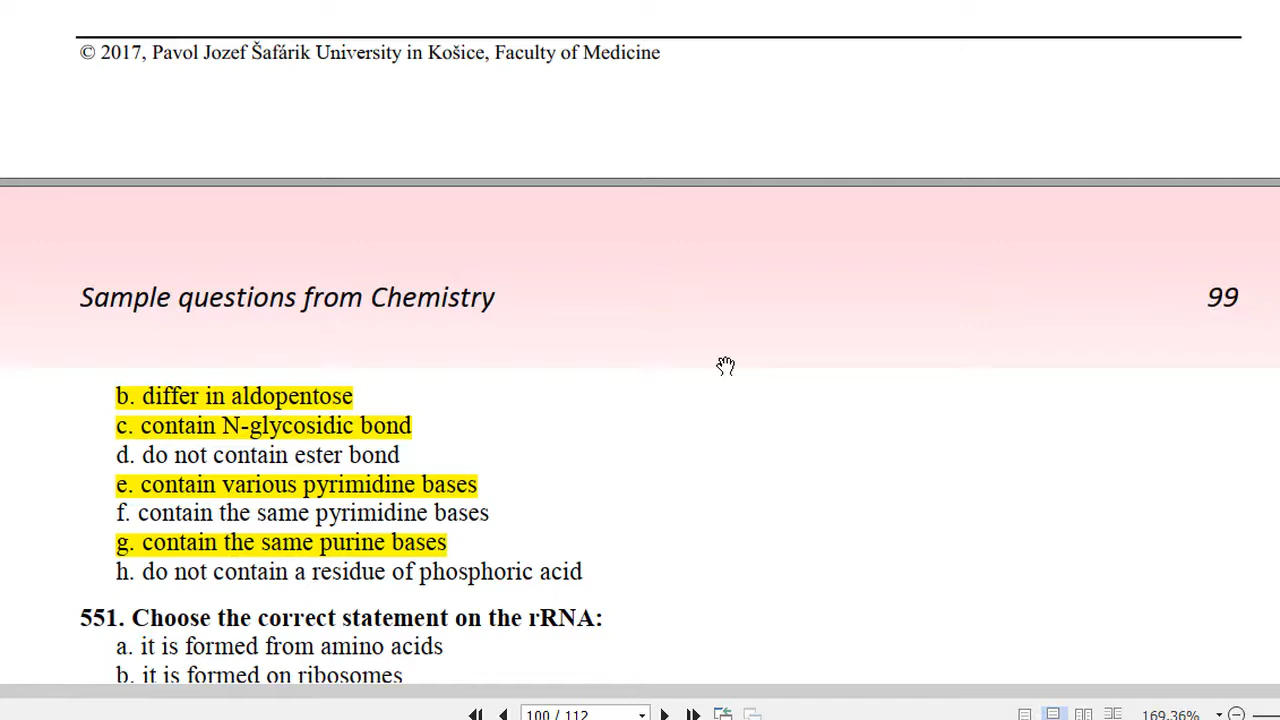 © 2017, Pavol Jozef Šafárik University in Košice, Faculty of Medicine
Sample questions from Chemistry 99
b. differ in aldopentose
c. contain N-glycosidic bond
d. do not contain ester bond
e. contain various pyrimidine bases
f. contain the same pyrimidine bases
g. contain the same purine bases
h. do not contain a residue of phosphoric acid
551. Choose the correct statement on the rRNA:
a. it is formed from amino acids
b. it is formed on ribosomes
100 / 112 169.36%